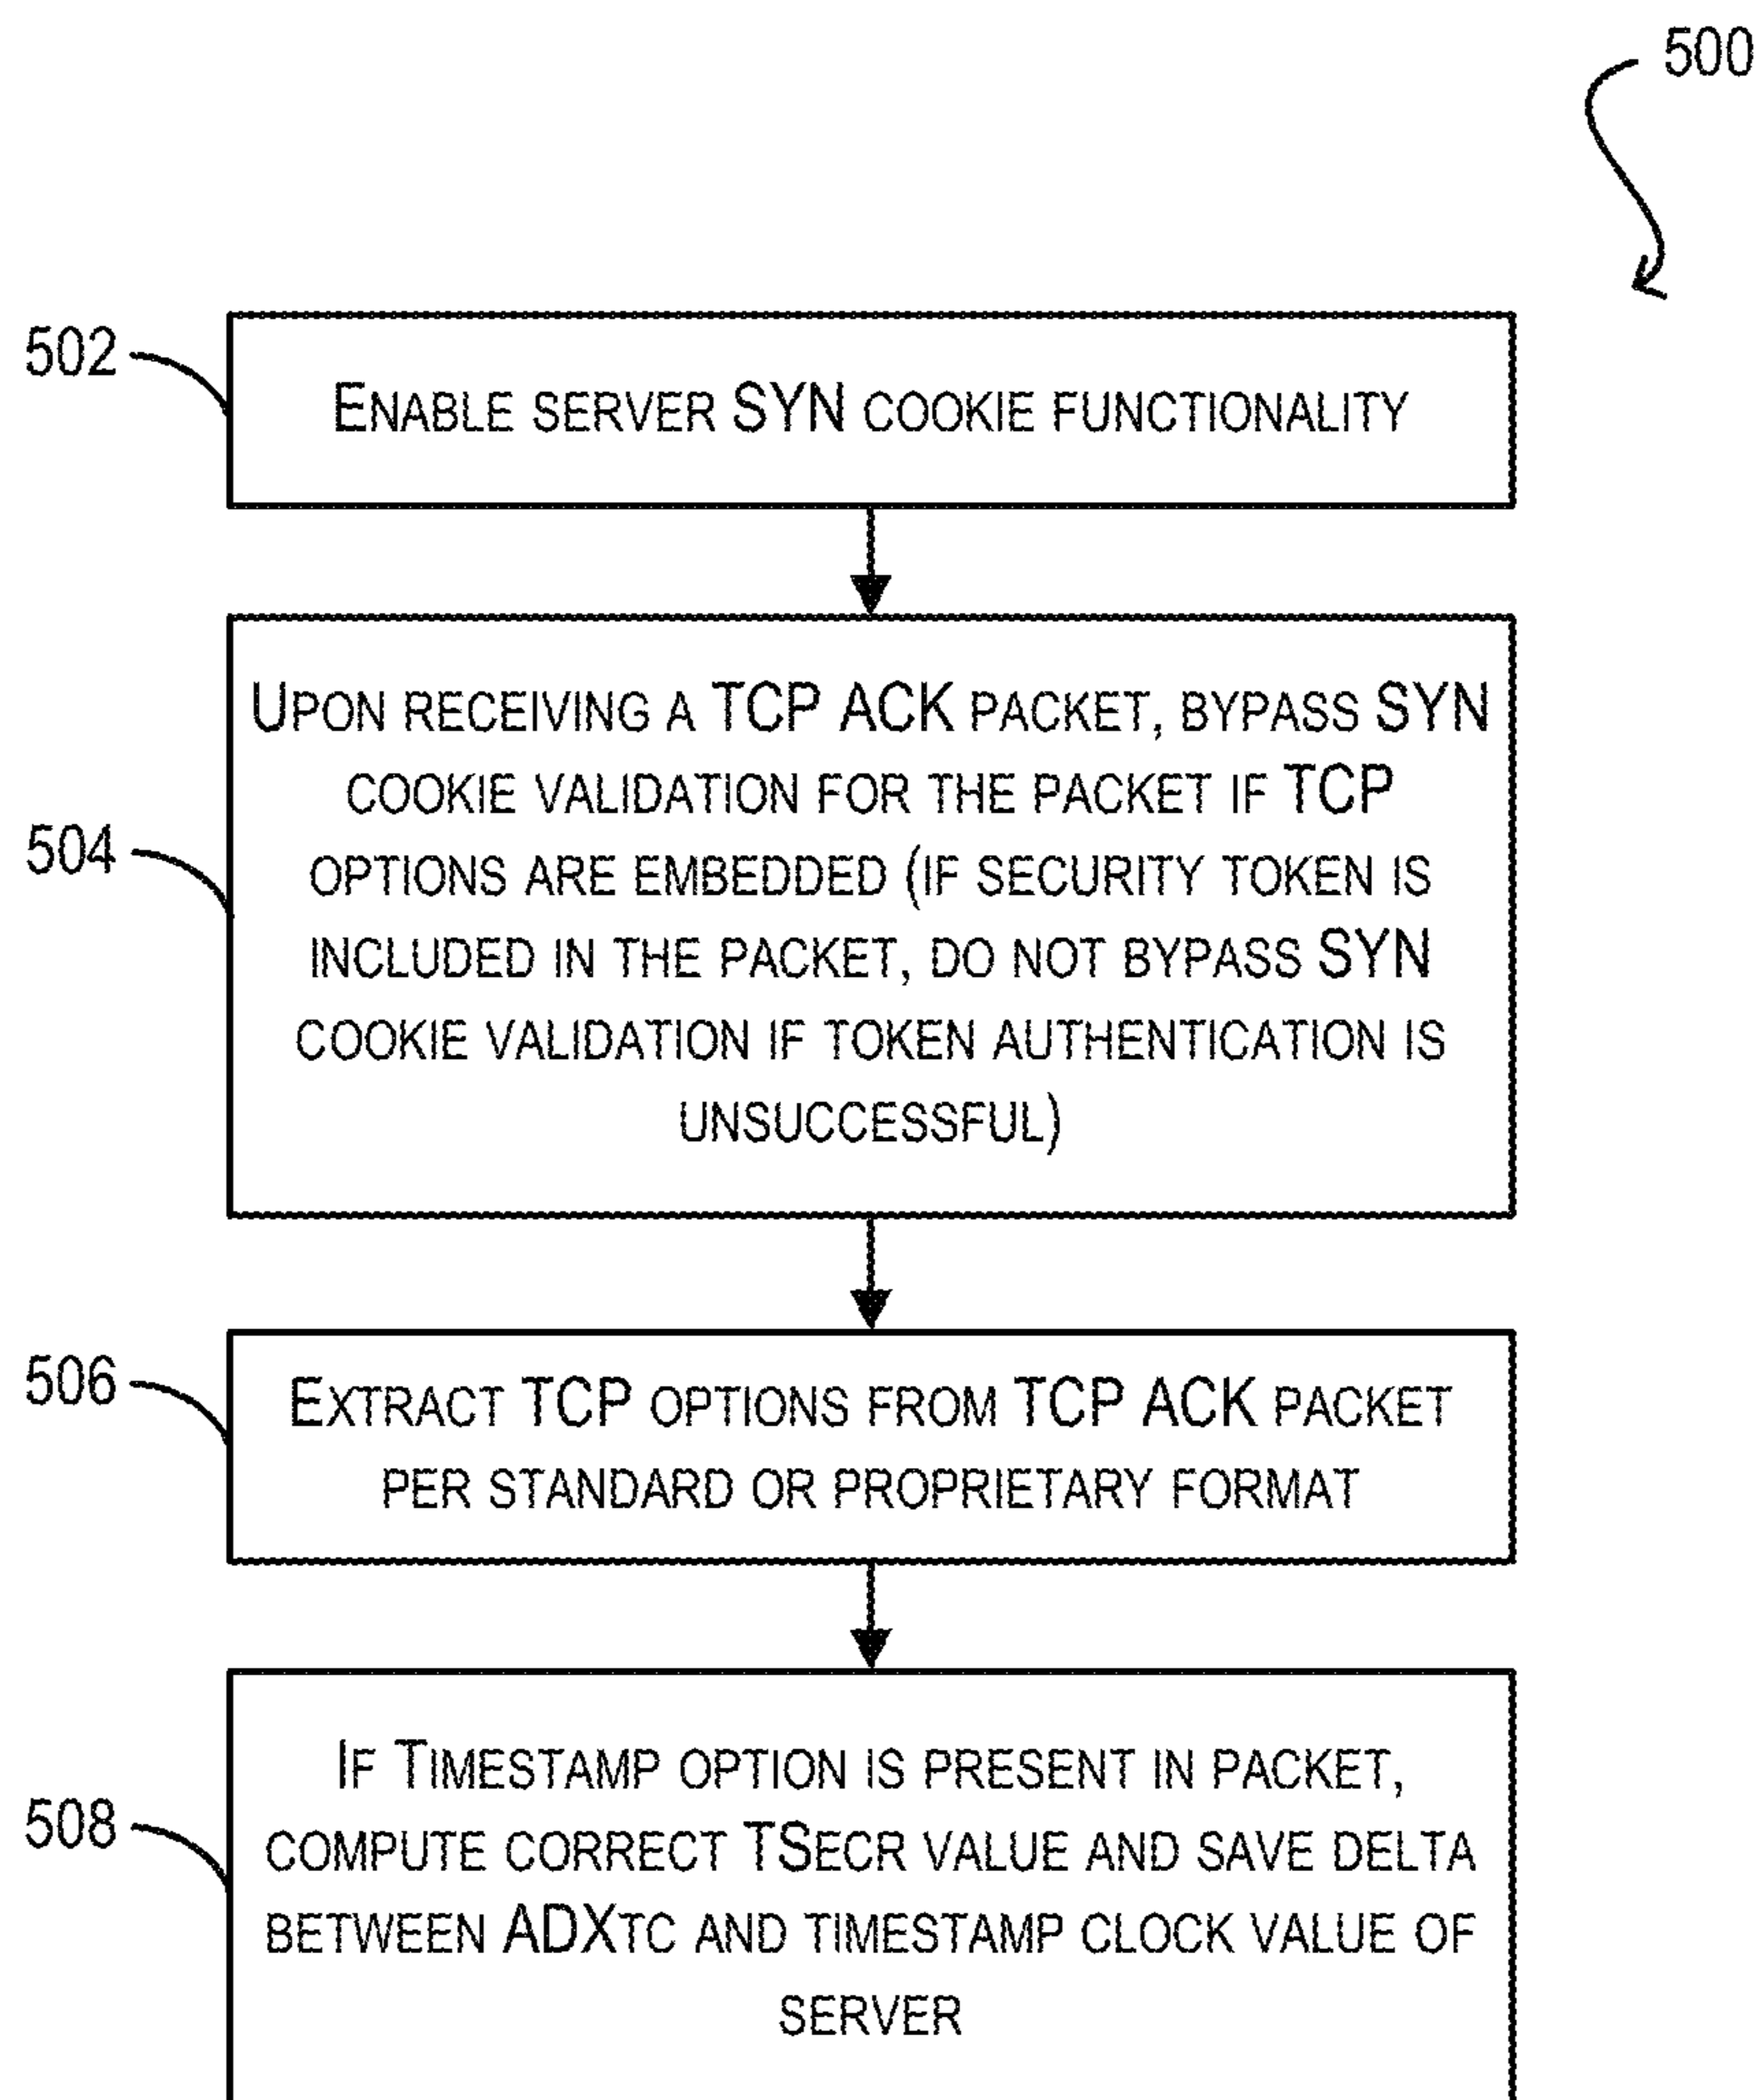 500
502
ENABLE SERVER SYN COOKIE FUNCTIONALITY
504
UPON RECEIVING A TCP ACK PACKET, BYPASS SYN
COOKIE VALIDATION FOR THE PACKET IF TCP
OPTIONS ARE EMBEDDED (IF SECURITY TOKEN IS
INCLUDED IN THE PACKET, DO NOT BYPASS SYN
COOKIE VALIDATION IF TOKEN AUTHENTICATION IS
UNSUCCESSFUL)
506
EXTRACT TCP OPTIONS FROM TCP ACK PACKET
PER STANDARD OR PROPRIETARY FORMAT
508
IF TIMESTAMP OPTION IS PRESENT IN PACKET,
COMPUTE CORRECT TSECR VALUE AND SAVE DELTA
BETWEEN ADXTC AND TIMESTAMP CLOCK VALUE OF
SERVER